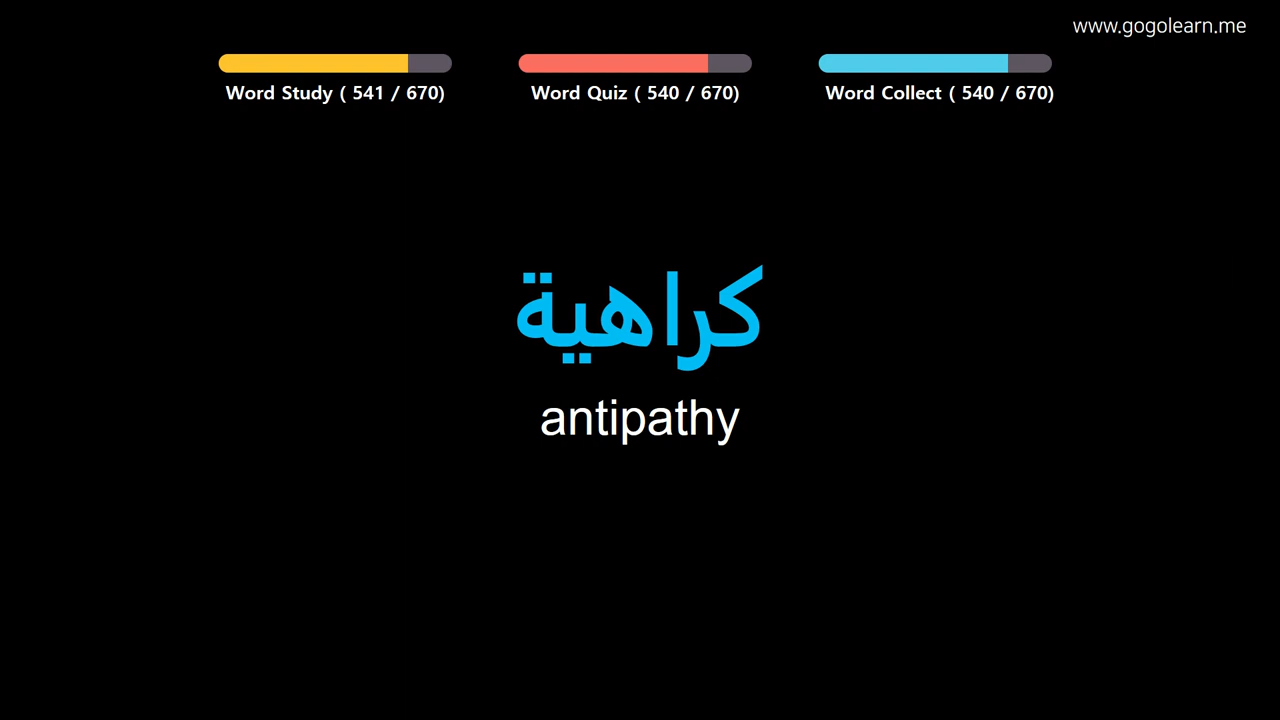 www.gogolearn.me
Word Study ( 541 / 670)
Word Quiz ( 540 / 670)
Word Collect ( 540 / 670)
كراهية
antipathy